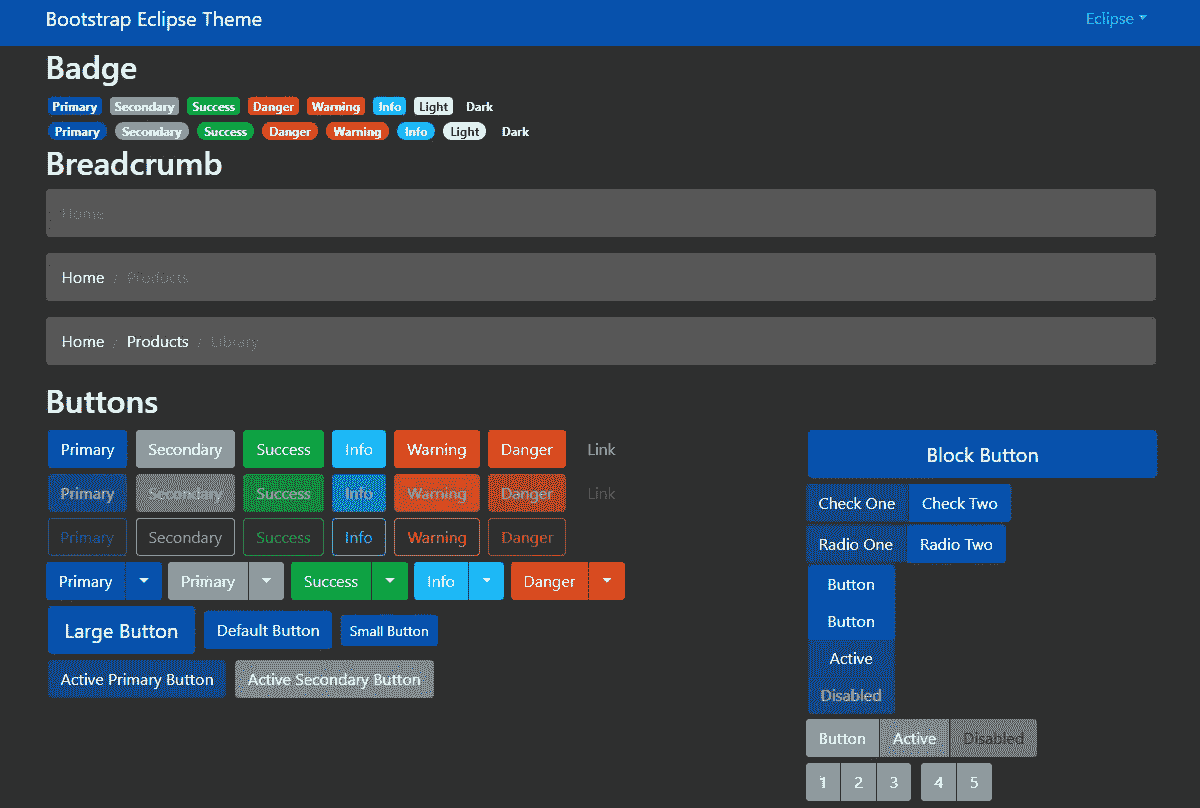 Bootstrap Eclipse Theme Eclipse
Badge
Primary Secondary Success Danger Warning Info Light Dark
Primary Secondary Success Danger Warning Info Light Dark
Breadcrumb
Home
Home / Products
Home / Products / Library
Buttons
Primary Secondary Success Info Warning Danger Link
Primary Secondary Success Info Warning Danger Link
Primary Secondary Success Info Warning Danger
Primary Primary Success Info Danger
Large Button Default Button Small Button
Active Primary Button Active Secondary Button
Block Button
Check One Check Two
Radio One Radio Two
Button
Button
Active
Disabled
Button Active Disabled
1 2 3 4 5